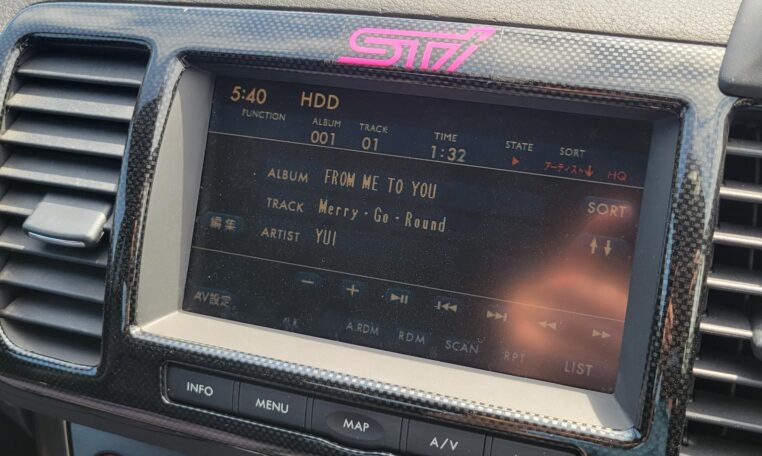 STi
5:40 HDD
FUNCTION ALBUM TRACK TIME STATE SORT
001 01 1:32 アーティスト↓ HQ
ALBUM FROM ME TO YOU
SORT
TRACK Merry・Go・Round
編集
ARTIST YUI
AV設定
A.RDM RDM SCAN RPT LIST
INFO MENU MAP A/V